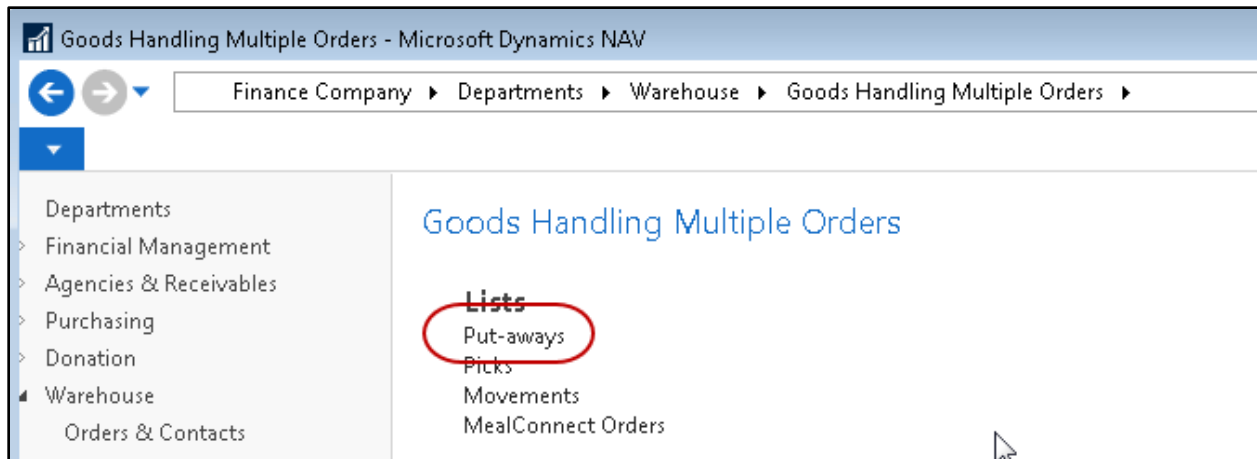 Goods Handling Multiple Orders - Microsoft Dynamics NAV
Finance Company ▸ Departments ▸ Warehouse ▸ Goods Handling Multiple Orders ▸
Departments
Financial Management
Agencies & Receivables
Purchasing
Donation
Warehouse
Orders & Contacts
Goods Handling Multiple Orders
Lists
Put-aways
Picks
Movements
MealConnect Orders